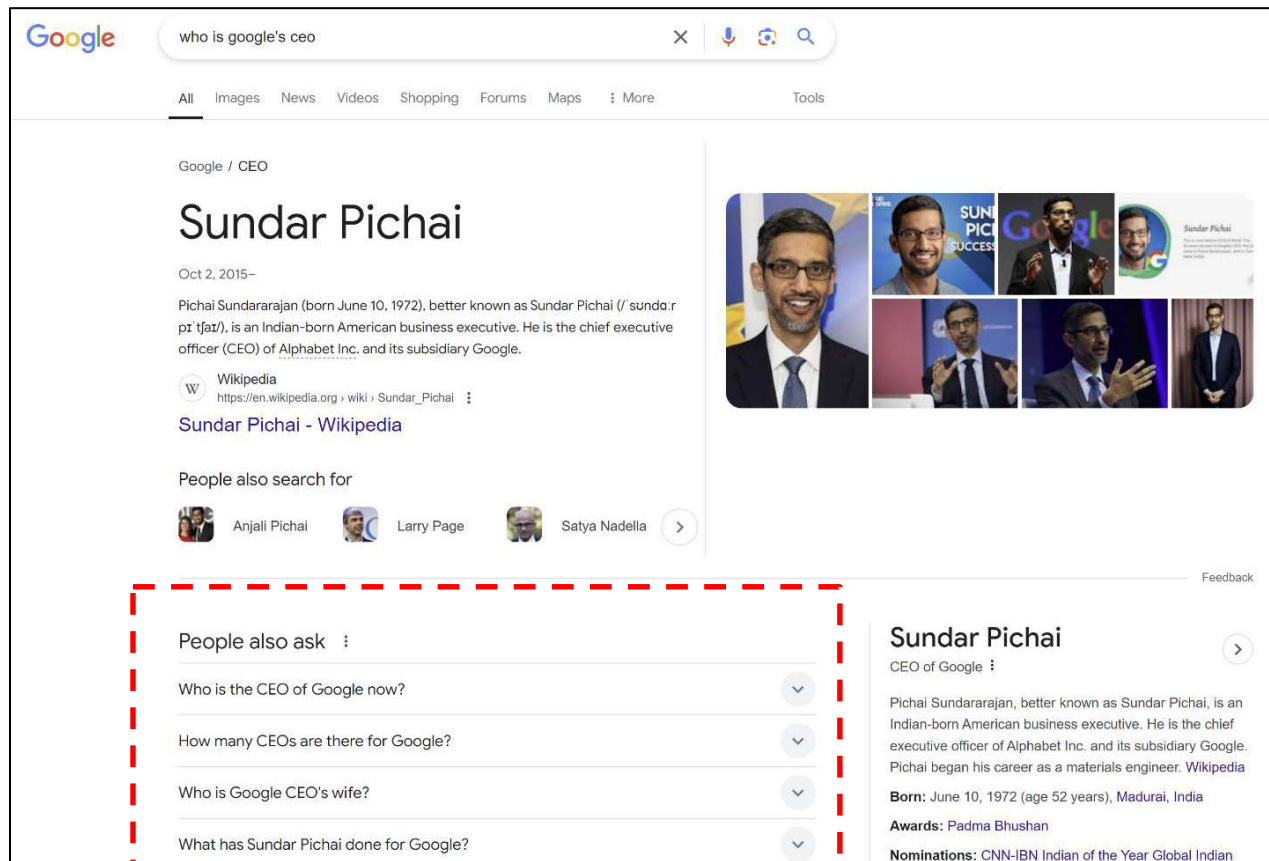 Google
who is google's ceo
All Images News Videos Shopping Forums Maps More Tools
Google / CEO
Sundar Pichai
Oct 2, 2015–
Pichai Sundararajan (born June 10, 1972), better known as Sundar Pichai (/ˈsʊndɑːr
pɪˈtʃaɪ/), is an Indian-born American business executive. He is the chief executive
officer (CEO) of Alphabet Inc. and its subsidiary Google.
W
Wikipedia
https://en.wikipedia.org › wiki › Sundar_Pichai
Sundar Pichai - Wikipedia
People also search for
Anjali Pichai Larry Page Satya Nadella
SUN
PIC
SUCCESS
Google
Sundar Pichai
Feedback
People also ask
Who is the CEO of Google now?
How many CEOs are there for Google?
Who is Google CEO's wife?
What has Sundar Pichai done for Google?
Sundar Pichai
CEO of Google
Pichai Sundararajan, better known as Sundar Pichai, is an
Indian-born American business executive. He is the chief
executive officer of Alphabet Inc. and its subsidiary Google.
Pichai began his career as a materials engineer. Wikipedia
Born: June 10, 1972 (age 52 years), Madurai, India
Awards: Padma Bhushan
Nominations: CNN-IBN Indian of the Year Global Indian